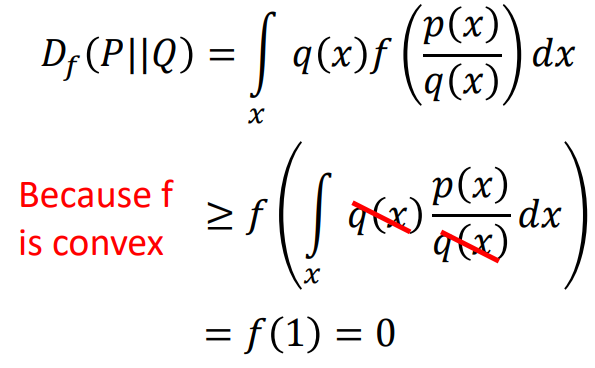 D_f(P||Q) = ∫_x q(x) f(p(x)/q(x)) dx
Because f is convex
≥ f(∫_x q(x) p(x)/q(x) dx)
= f(1) = 0